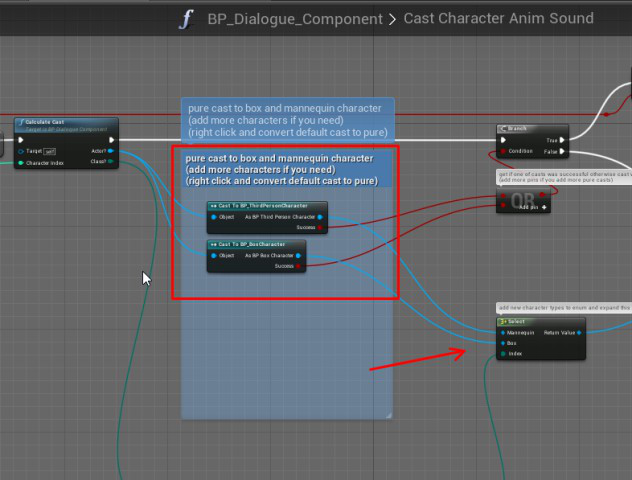 BP_Dialogue_Component > Cast Character Anim Sound
pure cast to box and mannequin character
(add more characters if you need)
(right click and convert default cast to pure)
Calculate Cast
Target is BP Dialogue Component
Target self
Actor?
Character Index
Class?
pure cast to box and mannequin character
(add more characters if you need)
(right click and convert default cast to pure)
Cast To BP_ThirdPersonCharacter
Object
As BP Third Person Character
Success
Cast To BP_BoxCharacter
Object
As BP Box Character
Success
Branch
True
Condition
False
get if one of casts was successful otherwise cast
(add more pins if you add more pure casts)
OR
Add pin +
add new character types to enum and expand this
Select
Mannequin
Return Value
Box
Index